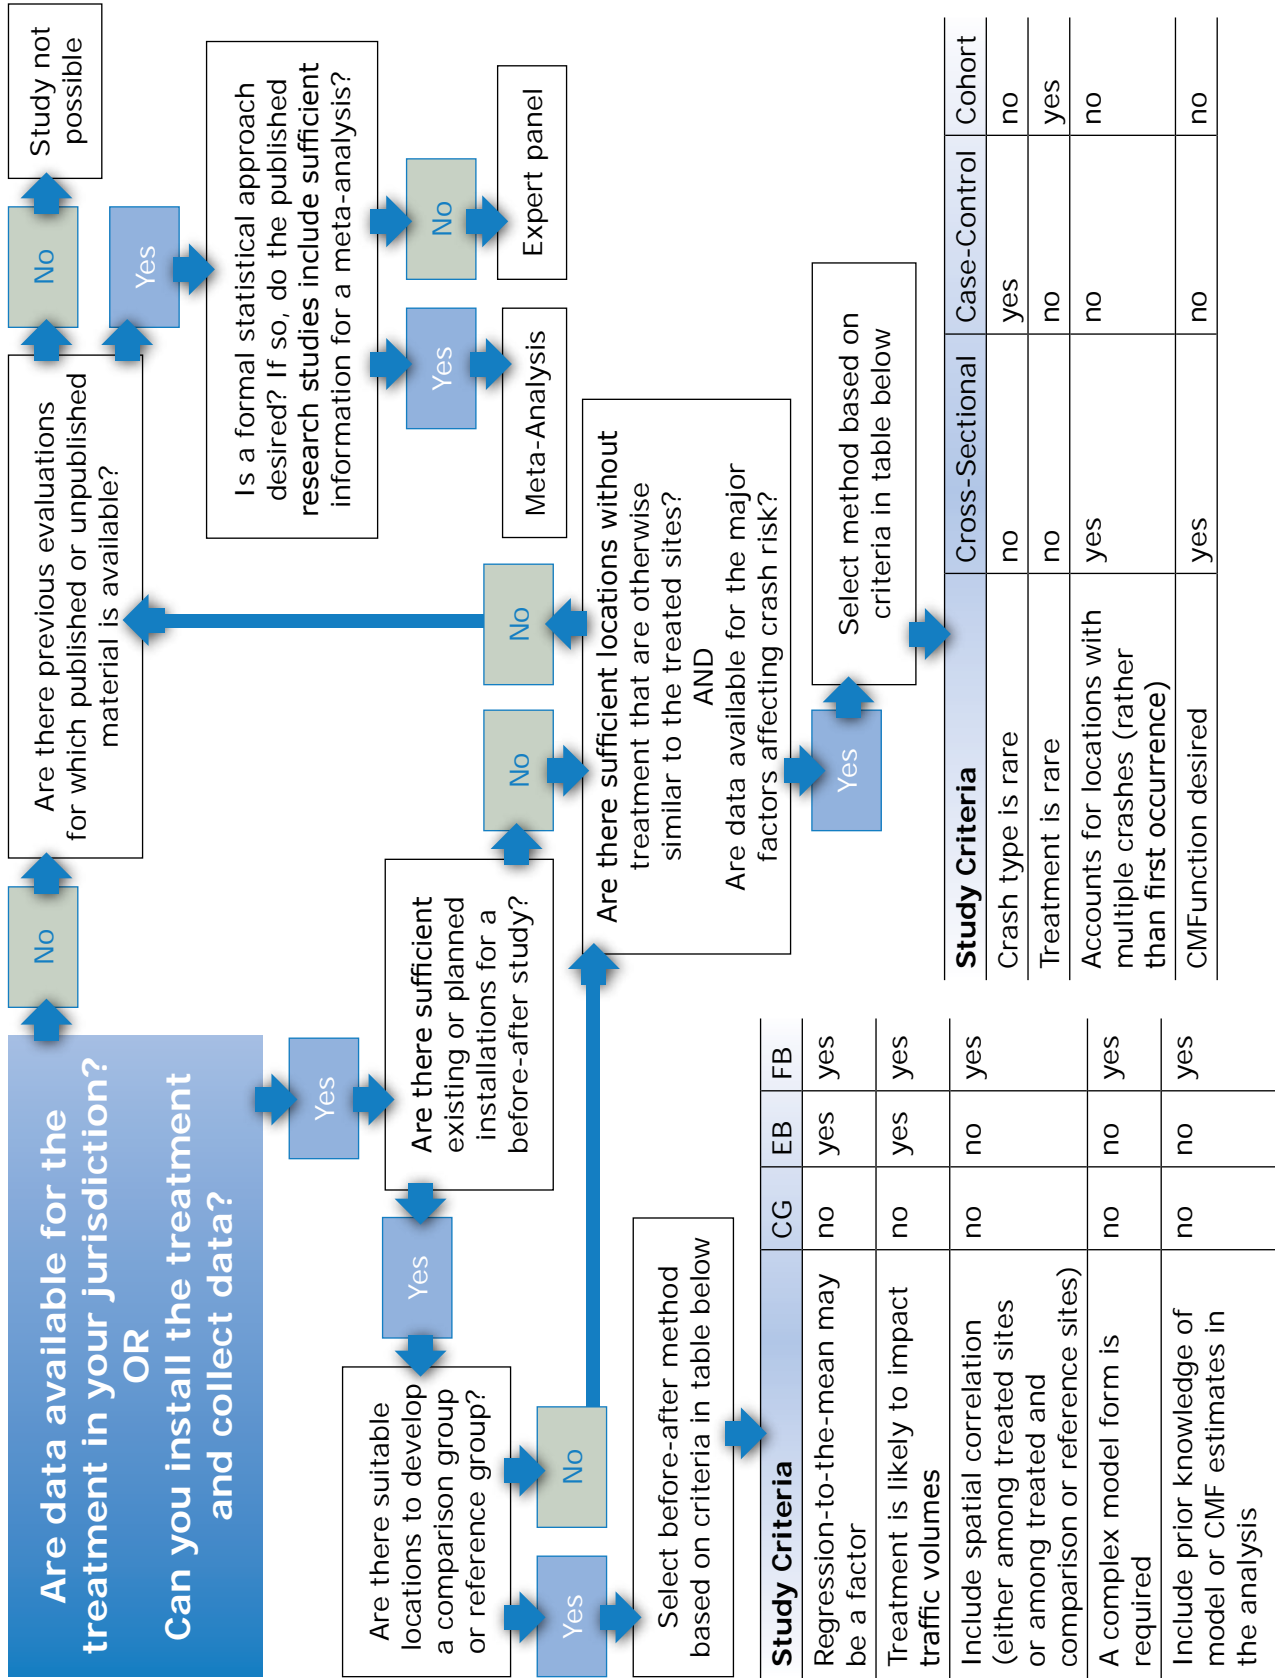 Are data available for the
treatment in your jurisdiction?
OR
Can you install the treatment
and collect data?
No
Are there previous evaluations
for which published or unpublished
material is available?
No
Study not
possible
Yes
Is a formal statistical approach
desired? If so, do the published
research studies include sufficient
information for a meta-analysis?
Yes
Meta-Analysis
No
Expert panel
Yes
Are there sufficient
existing or planned
installations for a
before-after study?
No
No
Are there sufficient locations without
treatment that are otherwise
similar to the treated sites?
AND
Are data available for the major
factors affecting crash risk?
Yes
Select method based on
criteria in table below
Yes
Are there suitable
locations to develop
a comparison group
or reference group?
No
Yes
Select before-after method
based on criteria in table below
Study Criteria CG EB FB
Regression-to-the-mean may no yes yes
be a factor
Treatment is likely to impact no yes yes
traffic volumes
Include spatial correlation no no yes
(either among treated sites
or among treated and
comparison or reference sites)
A complex model form is no no yes
required
Include prior knowledge of no no yes
model or CMF estimates in
the analysis
Study Criteria Cross-Sectional Case-Control Cohort
Crash type is rare no yes no
Treatment is rare no no yes
Accounts for locations with yes no no
multiple crashes (rather
than first occurrence)
CMFunction desired yes no no